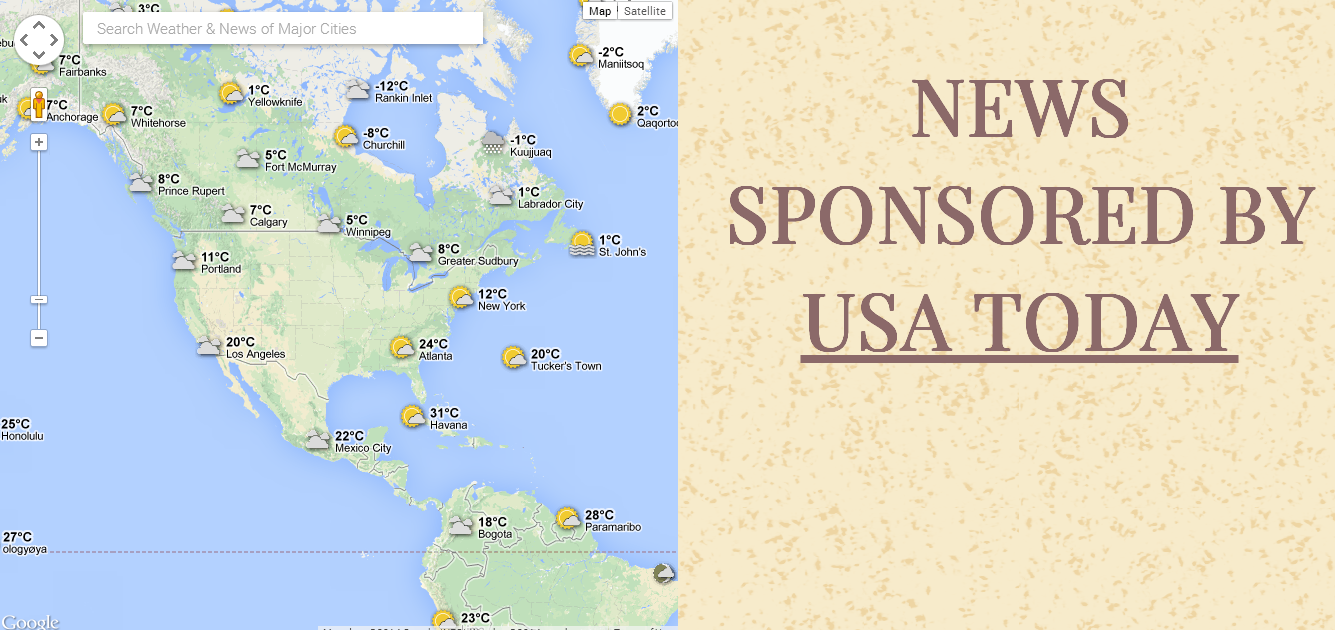 3°C
Search Weather & News of Major Cities
Map
Satellite
7°C
Fairbanks
-2°C
Maniitsoq
1°C
Yellowknife
-12°C
Rankin Inlet
7°C
Anchorage
7°C
Whitehorse
2°C
Qaqorto
-8°C
Churchill
-1°C
Kuujjuaq
5°C
Fort McMurray
8°C
Prince Rupert
1°C
Labrador City
7°C
Calgary
5°C
Winnipeg
8°C
Greater Sudbury
1°C
St. John's
11°C
Portland
12°C
New York
20°C
Los Angeles
24°C
Atlanta
20°C
Tucker's Town
31°C
Havana
25°C
Honolulu
22°C
Mexico City
18°C
Bogota
28°C
Paramaribo
27°C
ologyøya
23°C
Google
NEWS
SPONSORED BY
USA TODAY